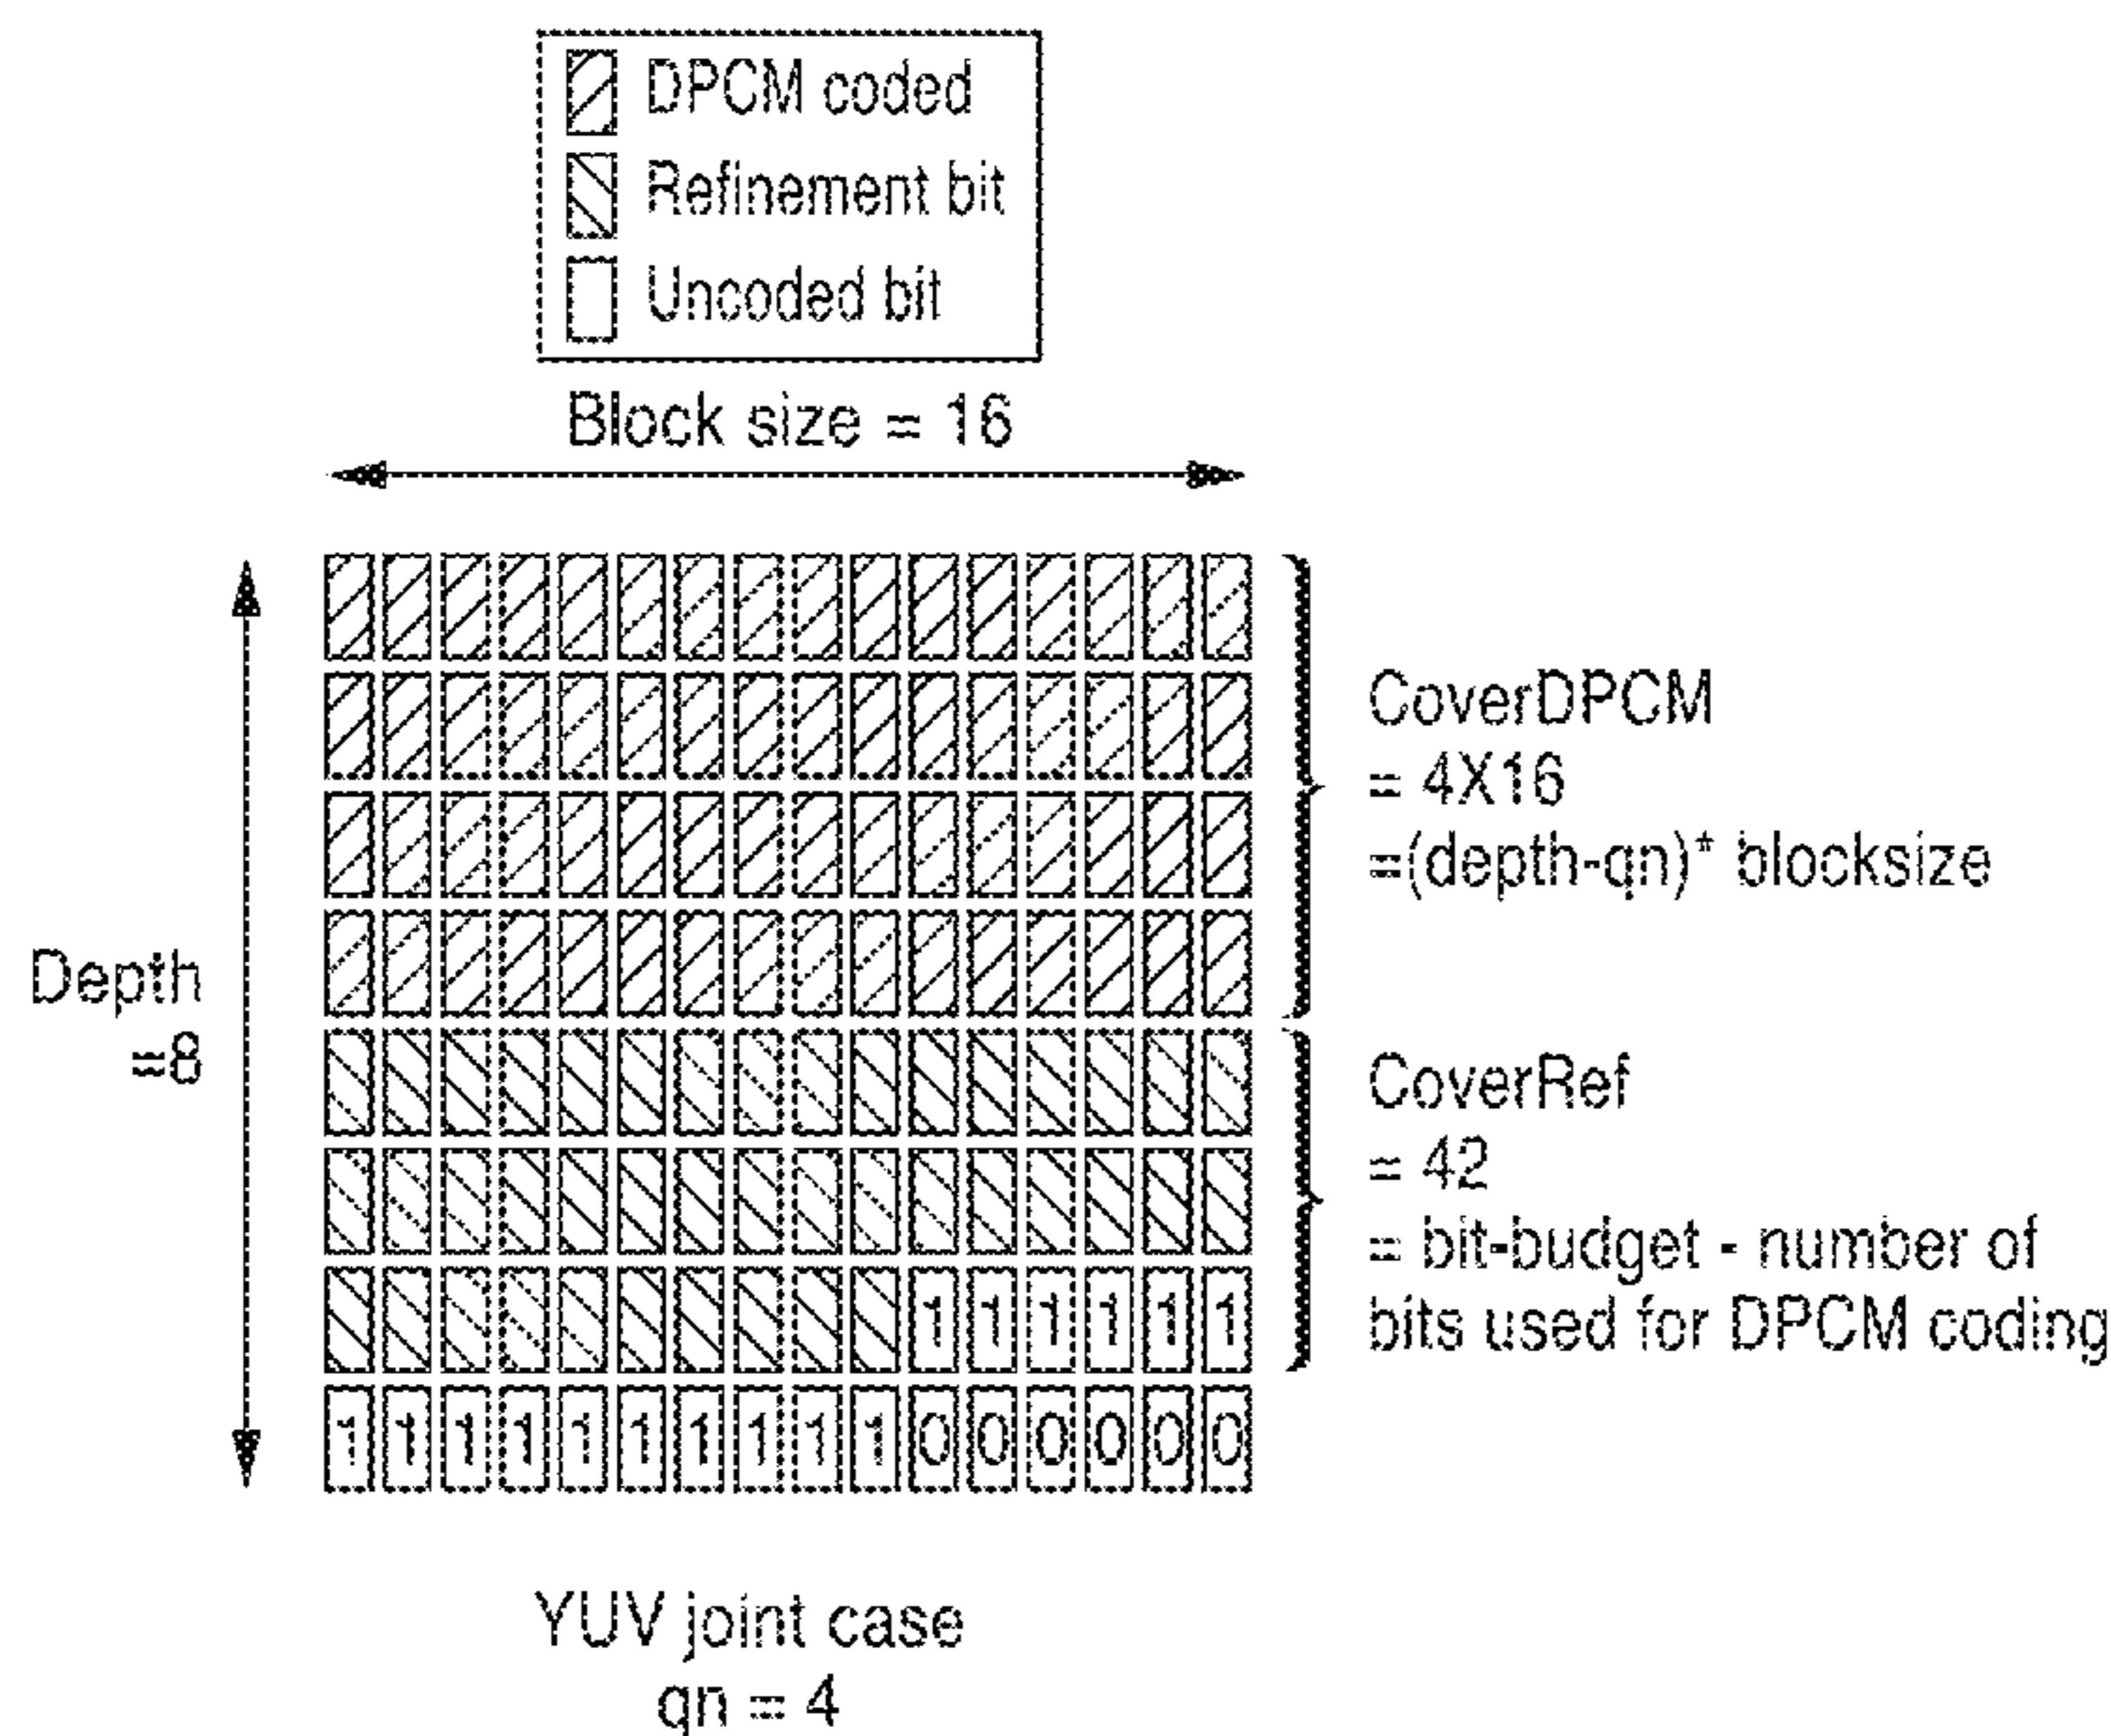 DPCM coded
Refinement bit
Uncoded bit
Block size = 16
Depth
=8
CoverDPCM
= 4X16
=(depth-qn)* blocksize
CoverRef
= 42
= bit-budget - number of
bits used for DPCM coding
1 1 1 1 1 1
1 1 1 1 1 1 1 1 1 1 0 0 0 0 0 0
YUV joint case
qn = 4